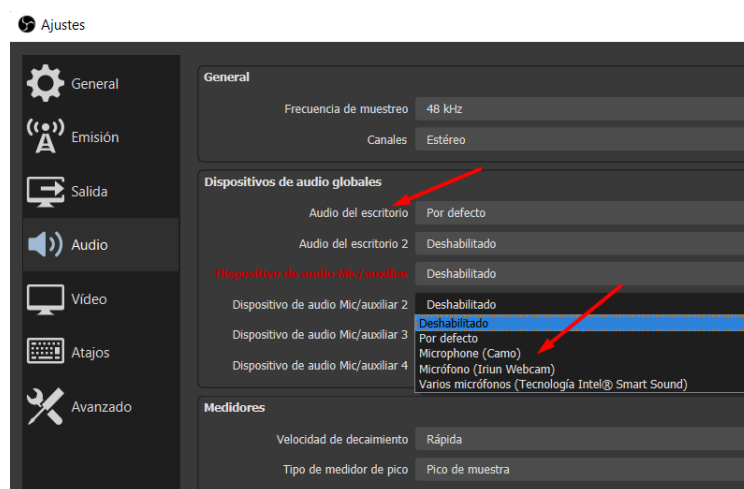 Ajustes
General
Emisión
Salida
Audio
Vídeo
Atajos
Avanzado
General
Frecuencia de muestreo 48 kHz
Canales Estéreo
Dispositivos de audio globales
Audio del escritorio Por defecto
Audio del escritorio 2 Deshabilitado
Dispositivo de audio Mic/auxiliar Deshabilitado
Dispositivo de audio Mic/auxiliar 2 Deshabilitado
Deshabilitado
Por defecto
Microphone (Camo)
Micrófono (Iriun Webcam)
Varios micrófonos (Tecnología Intel® Smart Sound)
Dispositivo de audio Mic/auxiliar 3
Dispositivo de audio Mic/auxiliar 4
Medidores
Velocidad de decaimiento Rápida
Tipo de medidor de pico Pico de muestra